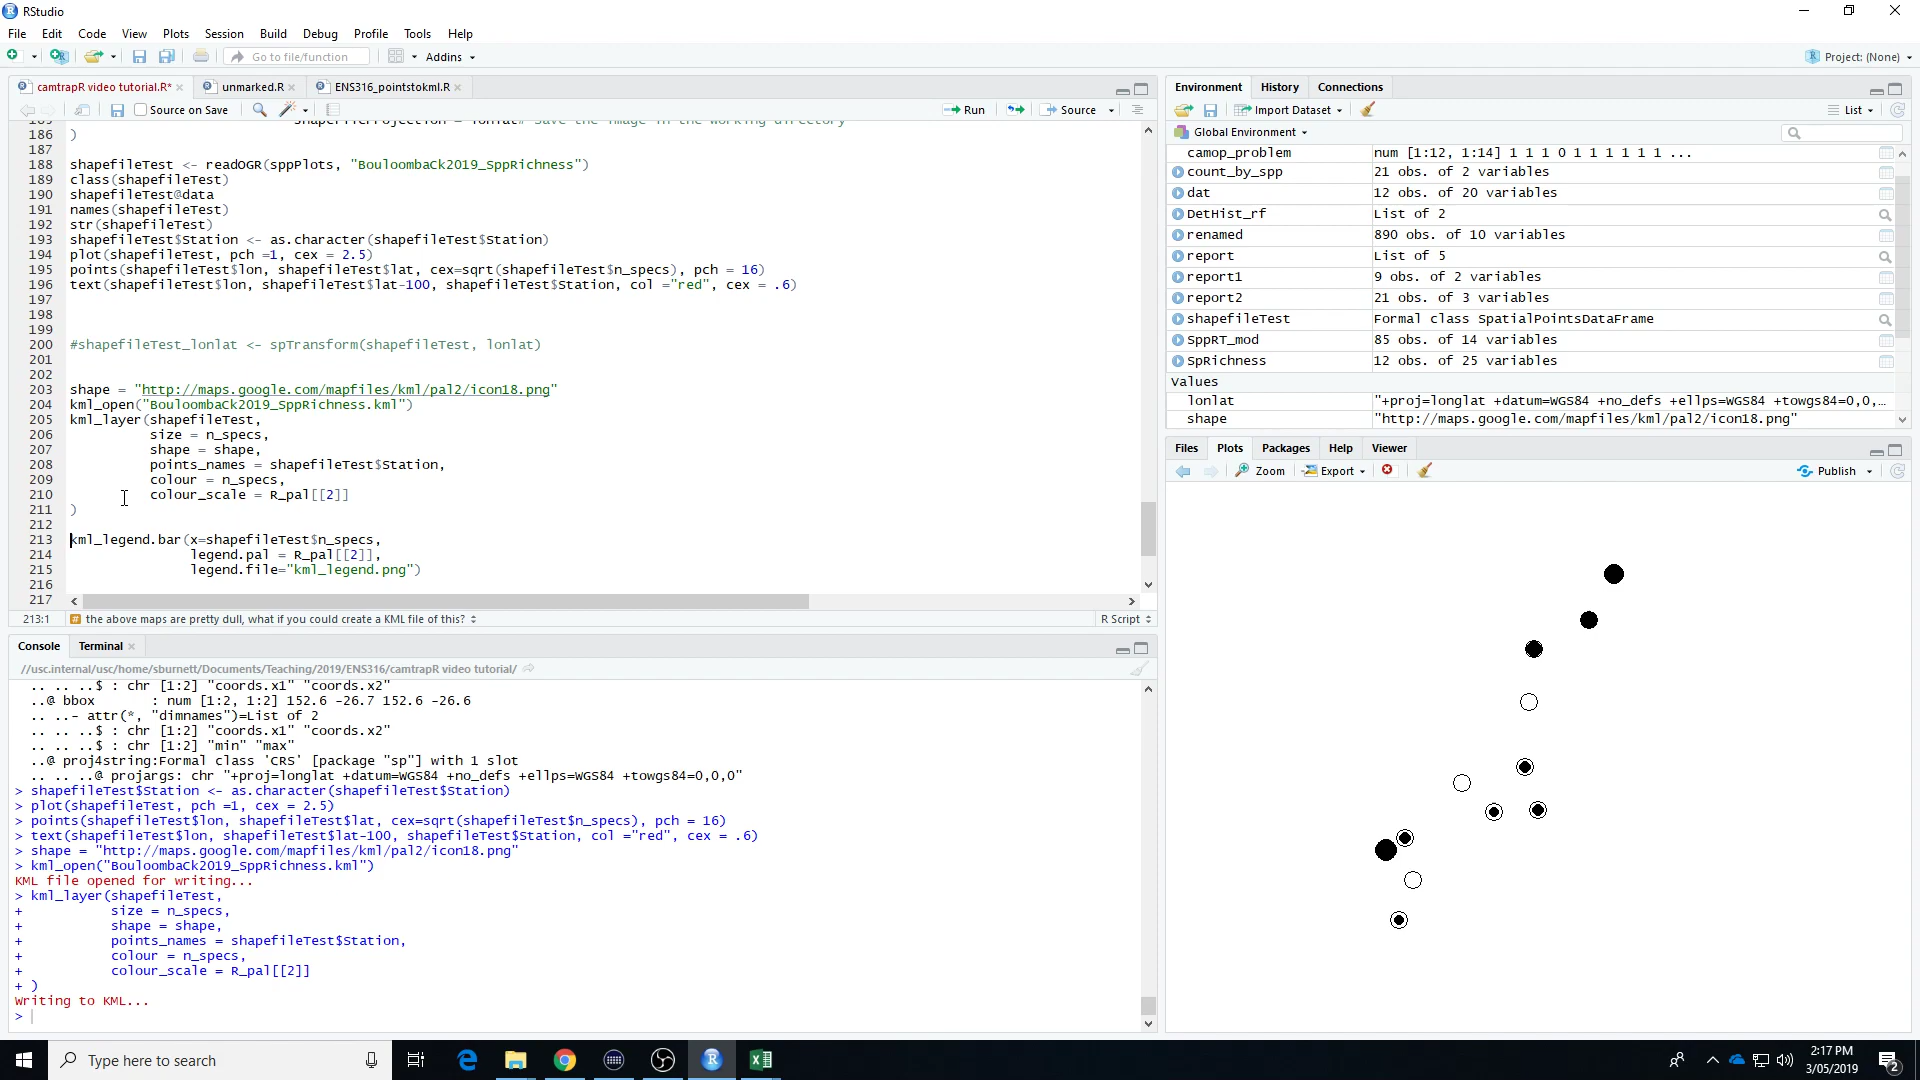 RStudio
File Edit Code View Plots Session Build Debug Profile Tools Help
Go to file/function Addins Project: (None)
camtrapR video tutorial.R* unmarked.R ENS316_pointstokml.R
Source on Save Run Source
186 )
187
188 shapefileTest <- readOGR(sppPlots, "BouloombaCk2019_SppRichness")
189 class(shapefileTest)
190 shapefileTest@data
191 names(shapefileTest)
192 str(shapefileTest)
193 shapefileTest$Station <- as.character(shapefileTest$Station)
194 plot(shapefileTest, pch =1, cex = 2.5)
195 points(shapefileTest$lon, shapefileTest$lat, cex=sqrt(shapefileTest$n_specs), pch = 16)
196 text(shapefileTest$lon, shapefileTest$lat-100, shapefileTest$Station, col ="red", cex = .6)
197
198
199
200 #shapefileTest_lonlat <- spTransform(shapefileTest, lonlat)
201
202
203 shape = "http://maps.google.com/mapfiles/kml/pal2/icon18.png"
204 kml_open("BouloombaCk2019_SppRichness.kml")
205 kml_layer(shapefileTest,
206 size = n_specs,
207 shape = shape,
208 points_names = shapefileTest$Station,
209 colour = n_specs,
210 colour_scale = R_pal[[2]]
211 )
212
213 kml_legend.bar(x=shapefileTest$n_specs,
214 legend.pal = R_pal[[2]],
215 legend.file="kml_legend.png")
216
217
213:1 # the above maps are pretty dull, what if you could create a KML file of this? R Script
Console Terminal
//usc.internal/usc/home/sburnett/Documents/Teaching/2019/ENS316/camtrapR video tutorial/
.. .. ..$ : chr [1:2] "coords.x1" "coords.x2"
..@ bbox : num [1:2, 1:2] 152.6 -26.7 152.6 -26.6
.. ..- attr(*, "dimnames")=List of 2
.. .. ..$ : chr [1:2] "coords.x1" "coords.x2"
.. .. ..$ : chr [1:2] "min" "max"
..@ proj4string:Formal class 'CRS' [package "sp"] with 1 slot
.. .. ..@ projargs: chr "+proj=longlat +datum=WGS84 +no_defs +ellps=WGS84 +towgs84=0,0,0"
> shapefileTest$Station <- as.character(shapefileTest$Station)
> plot(shapefileTest, pch =1, cex = 2.5)
> points(shapefileTest$lon, shapefileTest$lat, cex=sqrt(shapefileTest$n_specs), pch = 16)
> text(shapefileTest$lon, shapefileTest$lat-100, shapefileTest$Station, col ="red", cex = .6)
> shape = "http://maps.google.com/mapfiles/kml/pal2/icon18.png"
> kml_open("BouloombaCk2019_SppRichness.kml")
KML file opened for writing...
> kml_layer(shapefileTest,
+ size = n_specs,
+ shape = shape,
+ points_names = shapefileTest$Station,
+ colour = n_specs,
+ colour_scale = R_pal[[2]]
+ )
Writing to KML...
>
Environment History Connections
Import Dataset List
Global Environment
camop_problem num [1:12, 1:14] 1 1 1 0 1 1 1 1 1 1 ...
count_by_spp 21 obs. of 2 variables
dat 12 obs. of 20 variables
DetHist_rf List of 2
renamed 890 obs. of 10 variables
report List of 5
report1 9 obs. of 2 variables
report2 21 obs. of 3 variables
shapefileTest Formal class SpatialPointsDataFrame
SppRT_mod 85 obs. of 14 variables
SpRichness 12 obs. of 25 variables
Values
lonlat "+proj=longlat +datum=WGS84 +no_defs +ellps=WGS84 +towgs84=0,0,…
shape "http://maps.google.com/mapfiles/kml/pal2/icon18.png"
Files Plots Packages Help Viewer
Zoom Export Publish
Type here to search
2:17 PM
3/05/2019
2